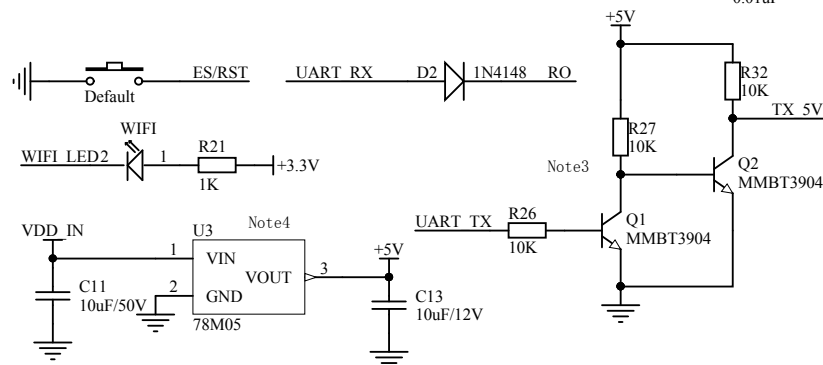 +5V
ES/RST
Default
UART_RX
D2
1N4148
RO
R32
10K
TX_5V
WIFI
WIFI_LED2
1
R21
1K
+3.3V
R27
10K
Note3
Q2
MMBT3904
UART_TX
R26
10K
Q1
MMBT3904
VDD_IN
U3
Note4
1
VIN
VOUT
3
2
GND
78M05
C11
10uF/50V
+5V
C13
10uF/12V